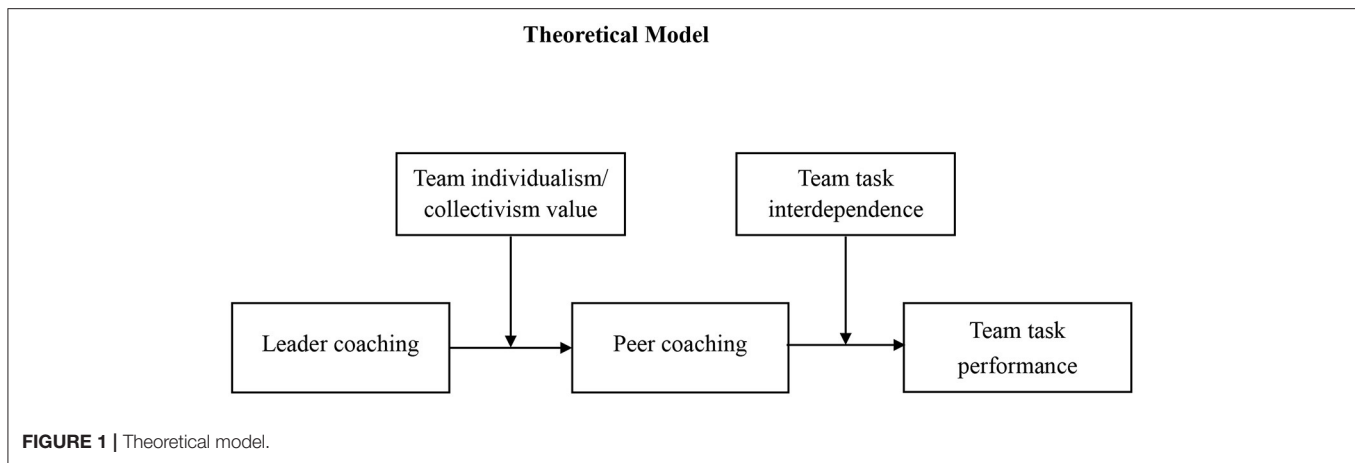 Theoretical Model
Team individualism/
collectivism value
Team task
interdependence
Leader coaching
Peer coaching
Team task
performance
FIGURE 1 | Theoretical model.